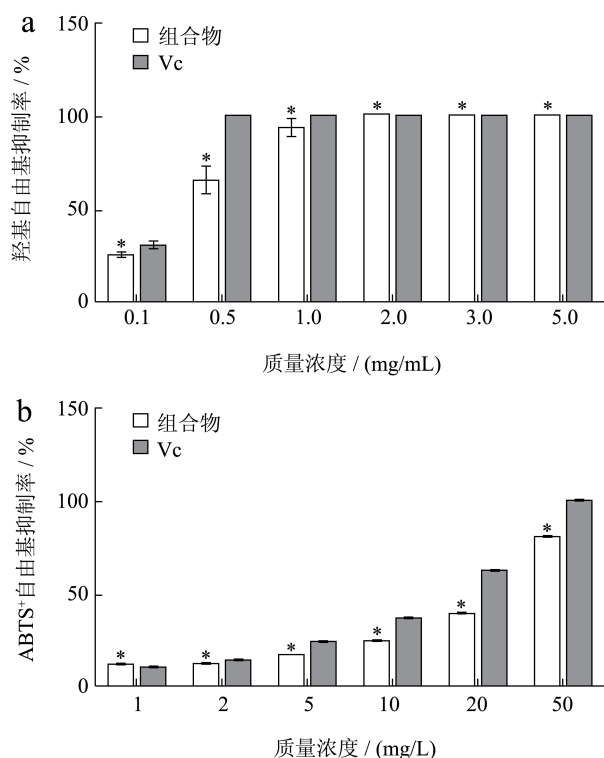 a
150
组合物
Vc
100
50
0
羟基自由基抑制率 / %
* * * * * *
0.1 0.5 1.0 2.0 3.0 5.0
质量浓度 / (mg/mL)
b
150
组合物
Vc
100
50
0
ABTS⁺自由基抑制率 / %
* * * * * *
1 2 5 10 20 50
质量浓度 / (mg/L)